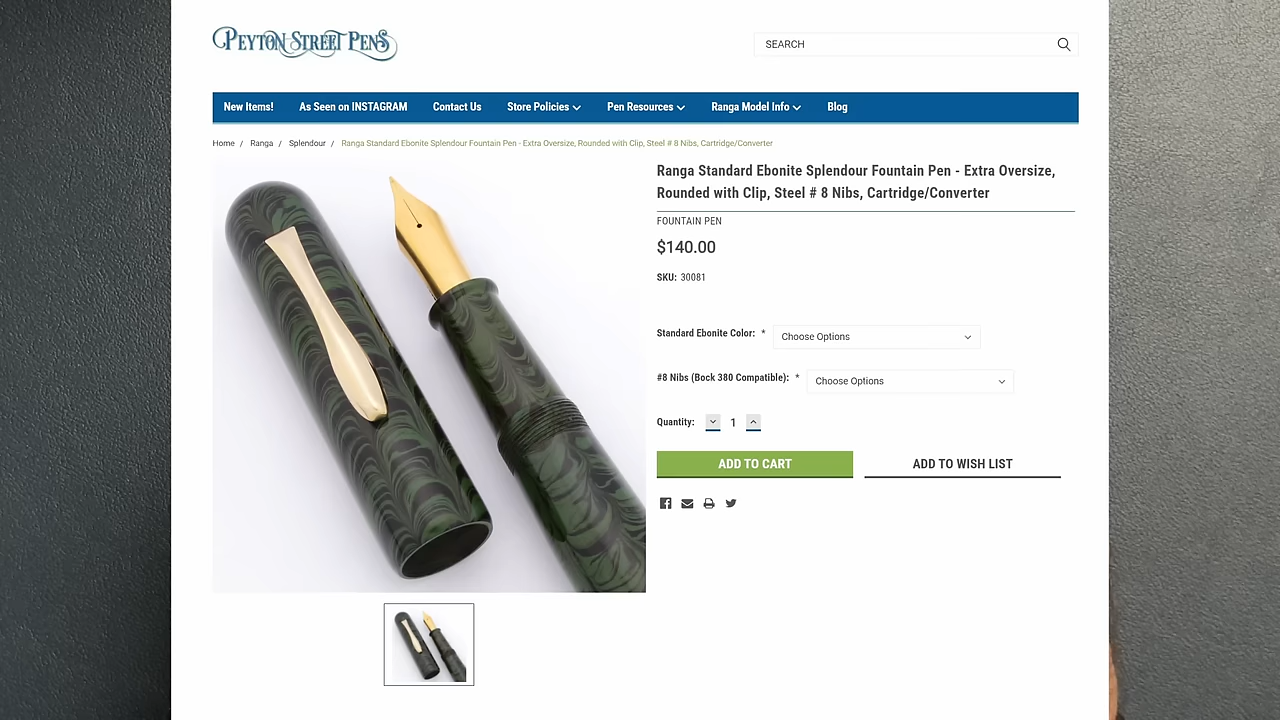 PEYTON STREET PENS
SEARCH
New Items! As Seen on INSTAGRAM Contact Us Store Policies Pen Resources Ranga Model Info Blog
Home / Ranga / Splendour / Ranga Standard Ebonite Splendour Fountain Pen - Extra Oversize, Rounded with Clip, Steel # 8 Nibs, Cartridge/Converter
Ranga Standard Ebonite Splendour Fountain Pen - Extra Oversize,
Rounded with Clip, Steel # 8 Nibs, Cartridge/Converter
FOUNTAIN PEN
$140.00
SKU: 30081
Standard Ebonite Color: * Choose Options
#8 Nibs (Bock 380 Compatible): * Choose Options
Quantity: 1
ADD TO CART ADD TO WISH LIST